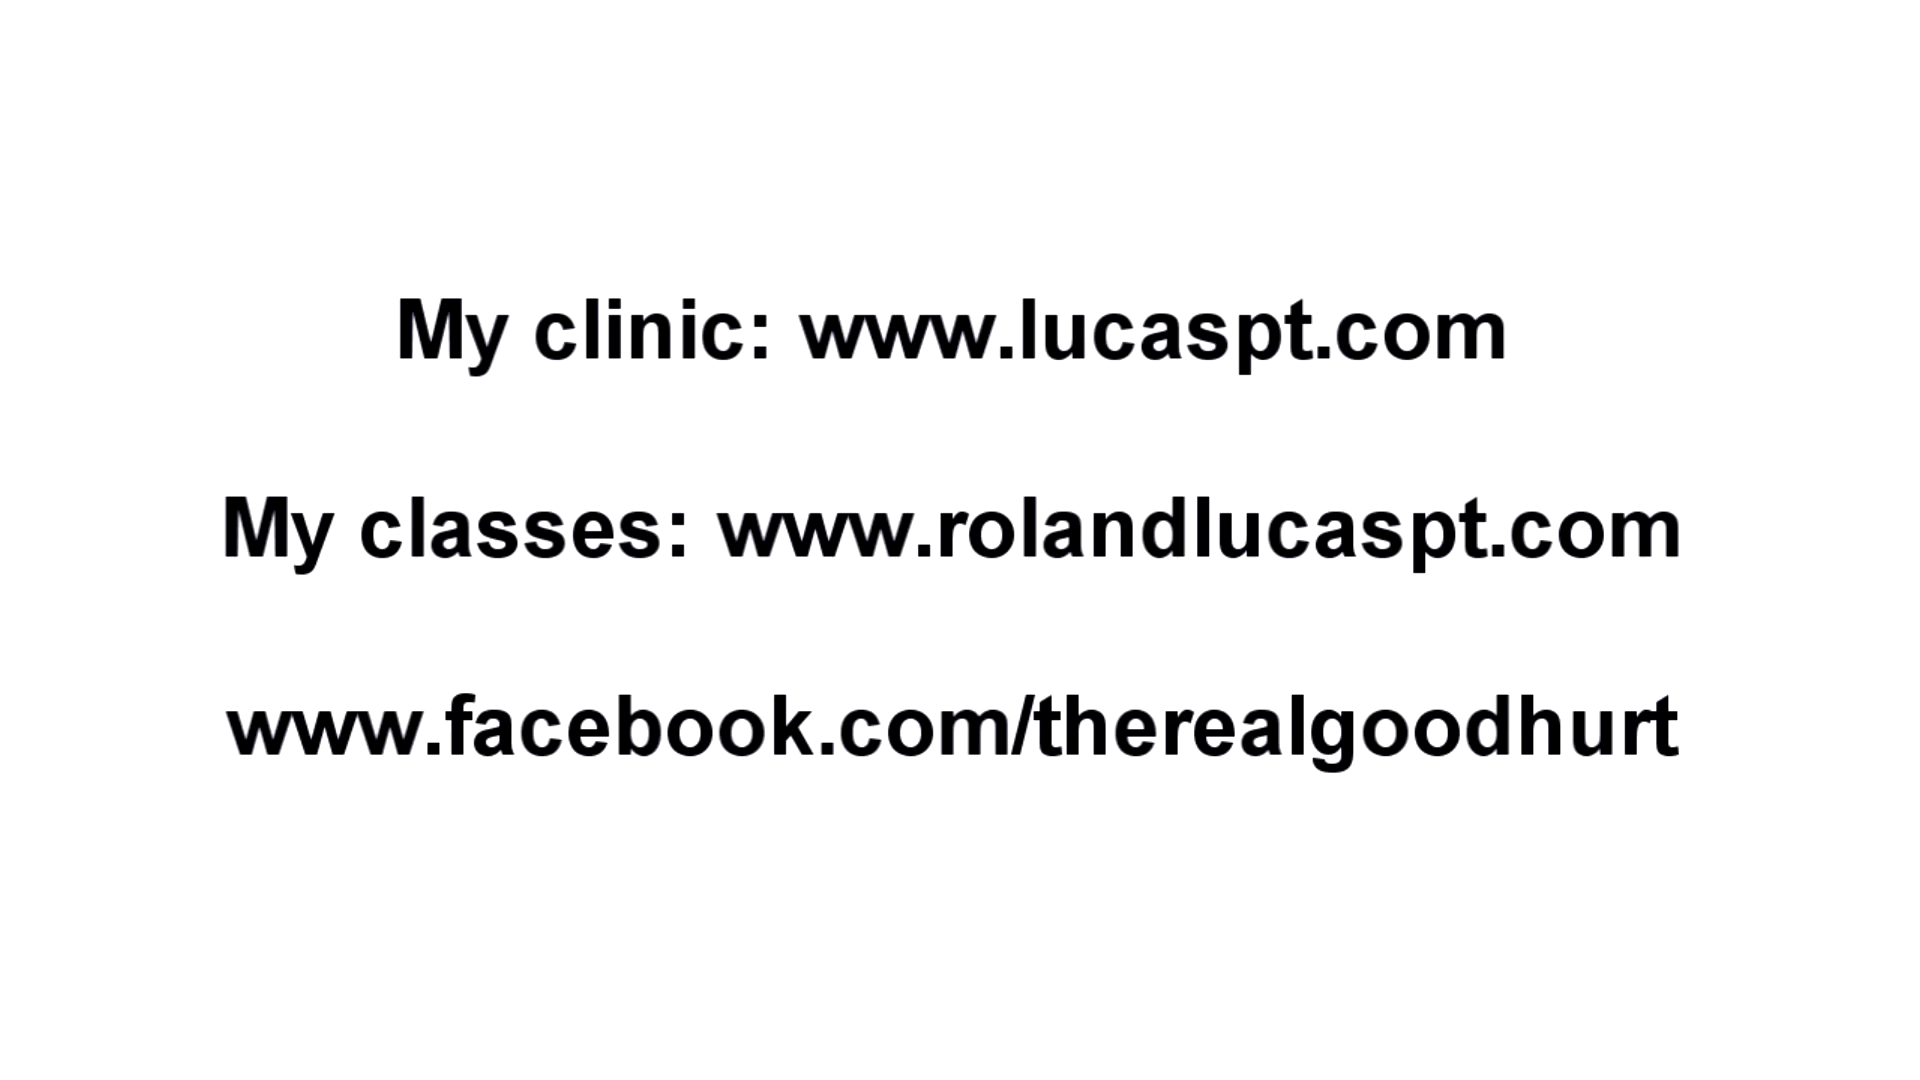 My clinic: www.lucaspt.com
My classes: www.rolandlucaspt.com
www.facebook.com/therealgoodhurt